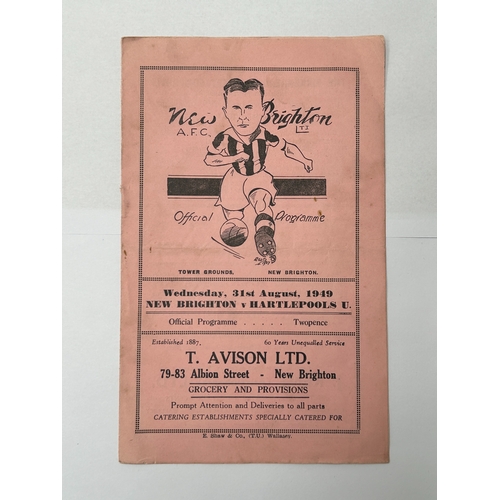 New Brighton
A.F.C. LTD
Official Programme
TOWER GROUNDS, NEW BRIGHTON.
Wednesday, 31st August, 1949
NEW BRIGHTON v HARTLEPOOLS U.
Official Programme . . . . . Twopence
Established 1887, 60 Years Unequalled Service
T. AVISON LTD.
79-83 Albion Street - New Brighton
GROCERY AND PROVISIONS
Prompt Attention and Deliveries to all parts
CATERING ESTABLISHMENTS SPECIALLY CATERED FOR
E. Shaw & Co., (T.U.) Wallasey.